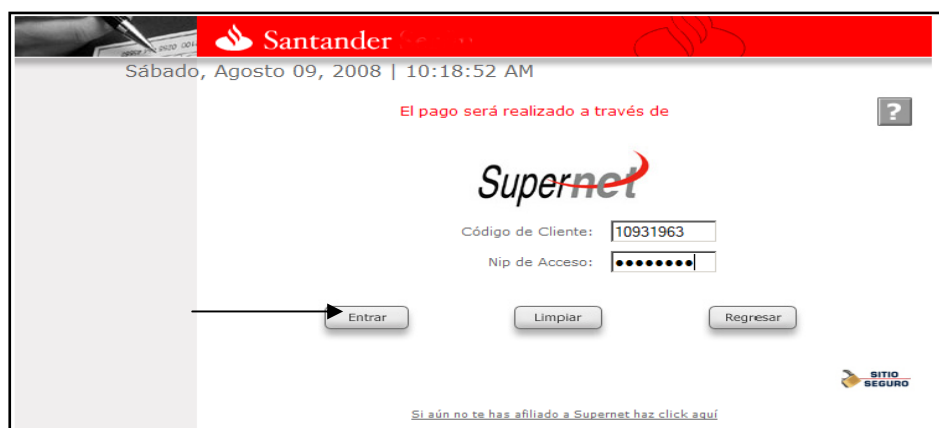 Santander
Sábado, Agosto 09, 2008 | 10:18:52 AM
El pago será realizado a través de
?
Supernet
Código de Cliente: 10931963
Nip de Acceso: ●●●●●●●●
Entrar Limpiar Regresar
SITIO SEGURO
Si aún no te has afiliado a Supernet haz click aquí